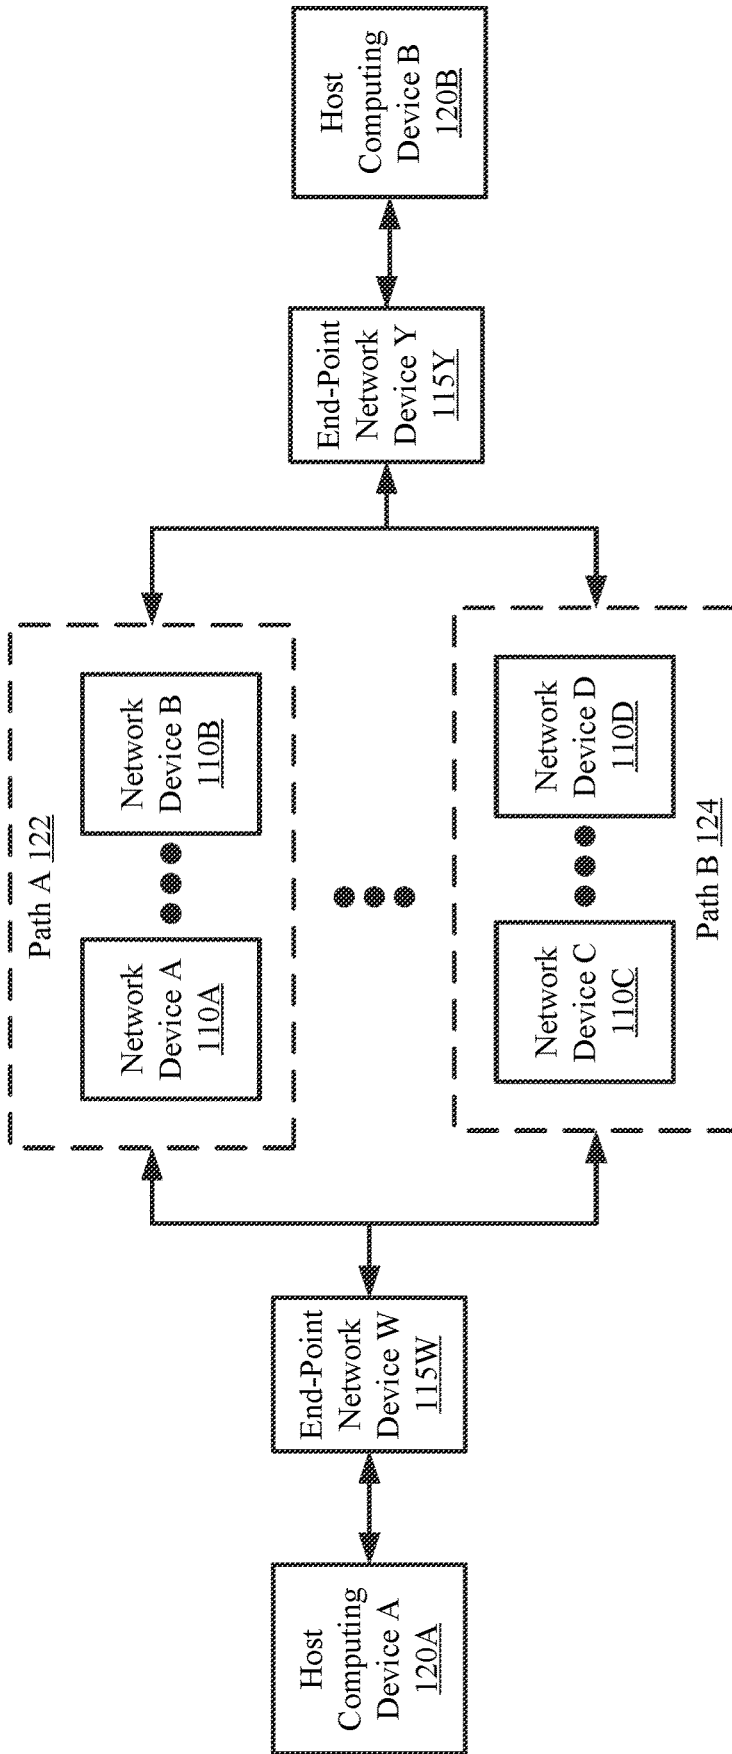 Host
Computing
Device A
120A
End-Point
Network
Device W
115W
Path A 122
Network
Device A
110A
Network
Device B
110B
Network
Device C
110C
Network
Device D
110D
Path B 124
End-Point
Network
Device Y
115Y
Host
Computing
Device B
120B